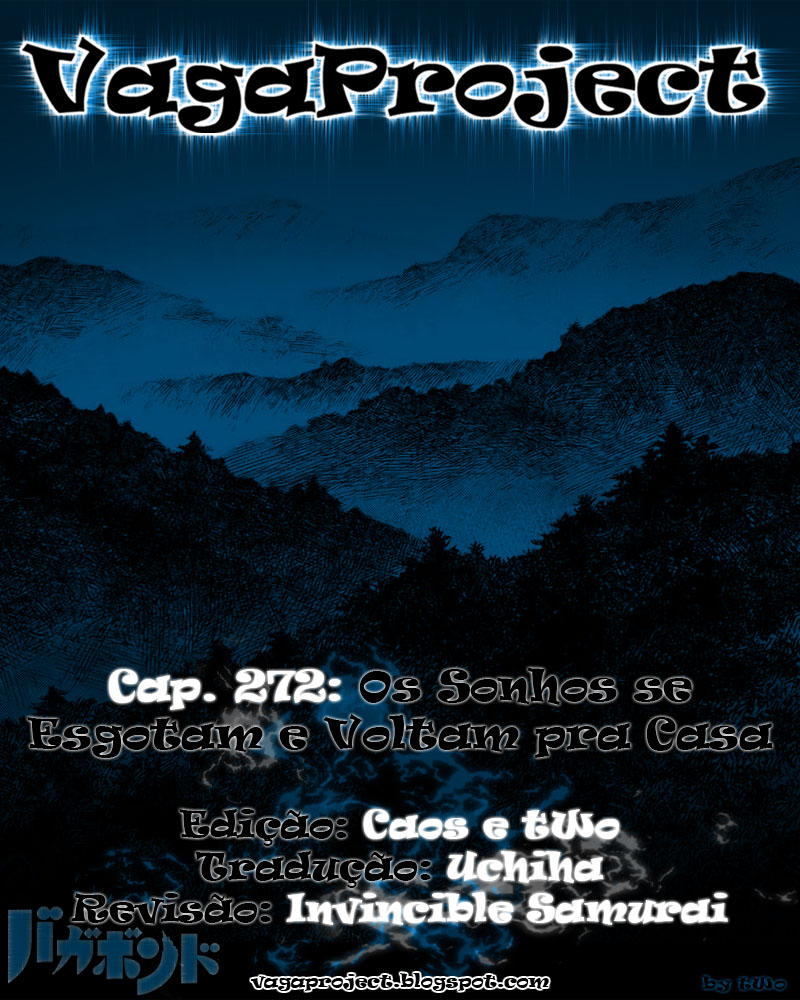 VagaProject
Cap. 272: Os Sonhos se
Esgotam e Voltam pra Casa
Edição: Caos e tWo
Tradução: Uchiha
Revisão: Invincible Samurai
バガボンド
vagaproject.blogspot.com
by tWo